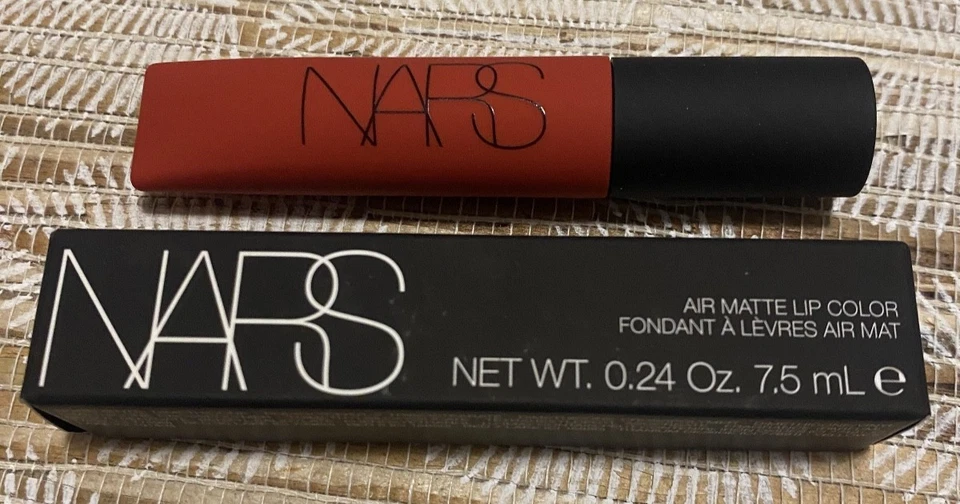 NARS
NARS
AIR MATTE LIP COLOR
FONDANT À LÈVRES AIR MAT
NET WT. 0.24 Oz. 7.5 mL ℮